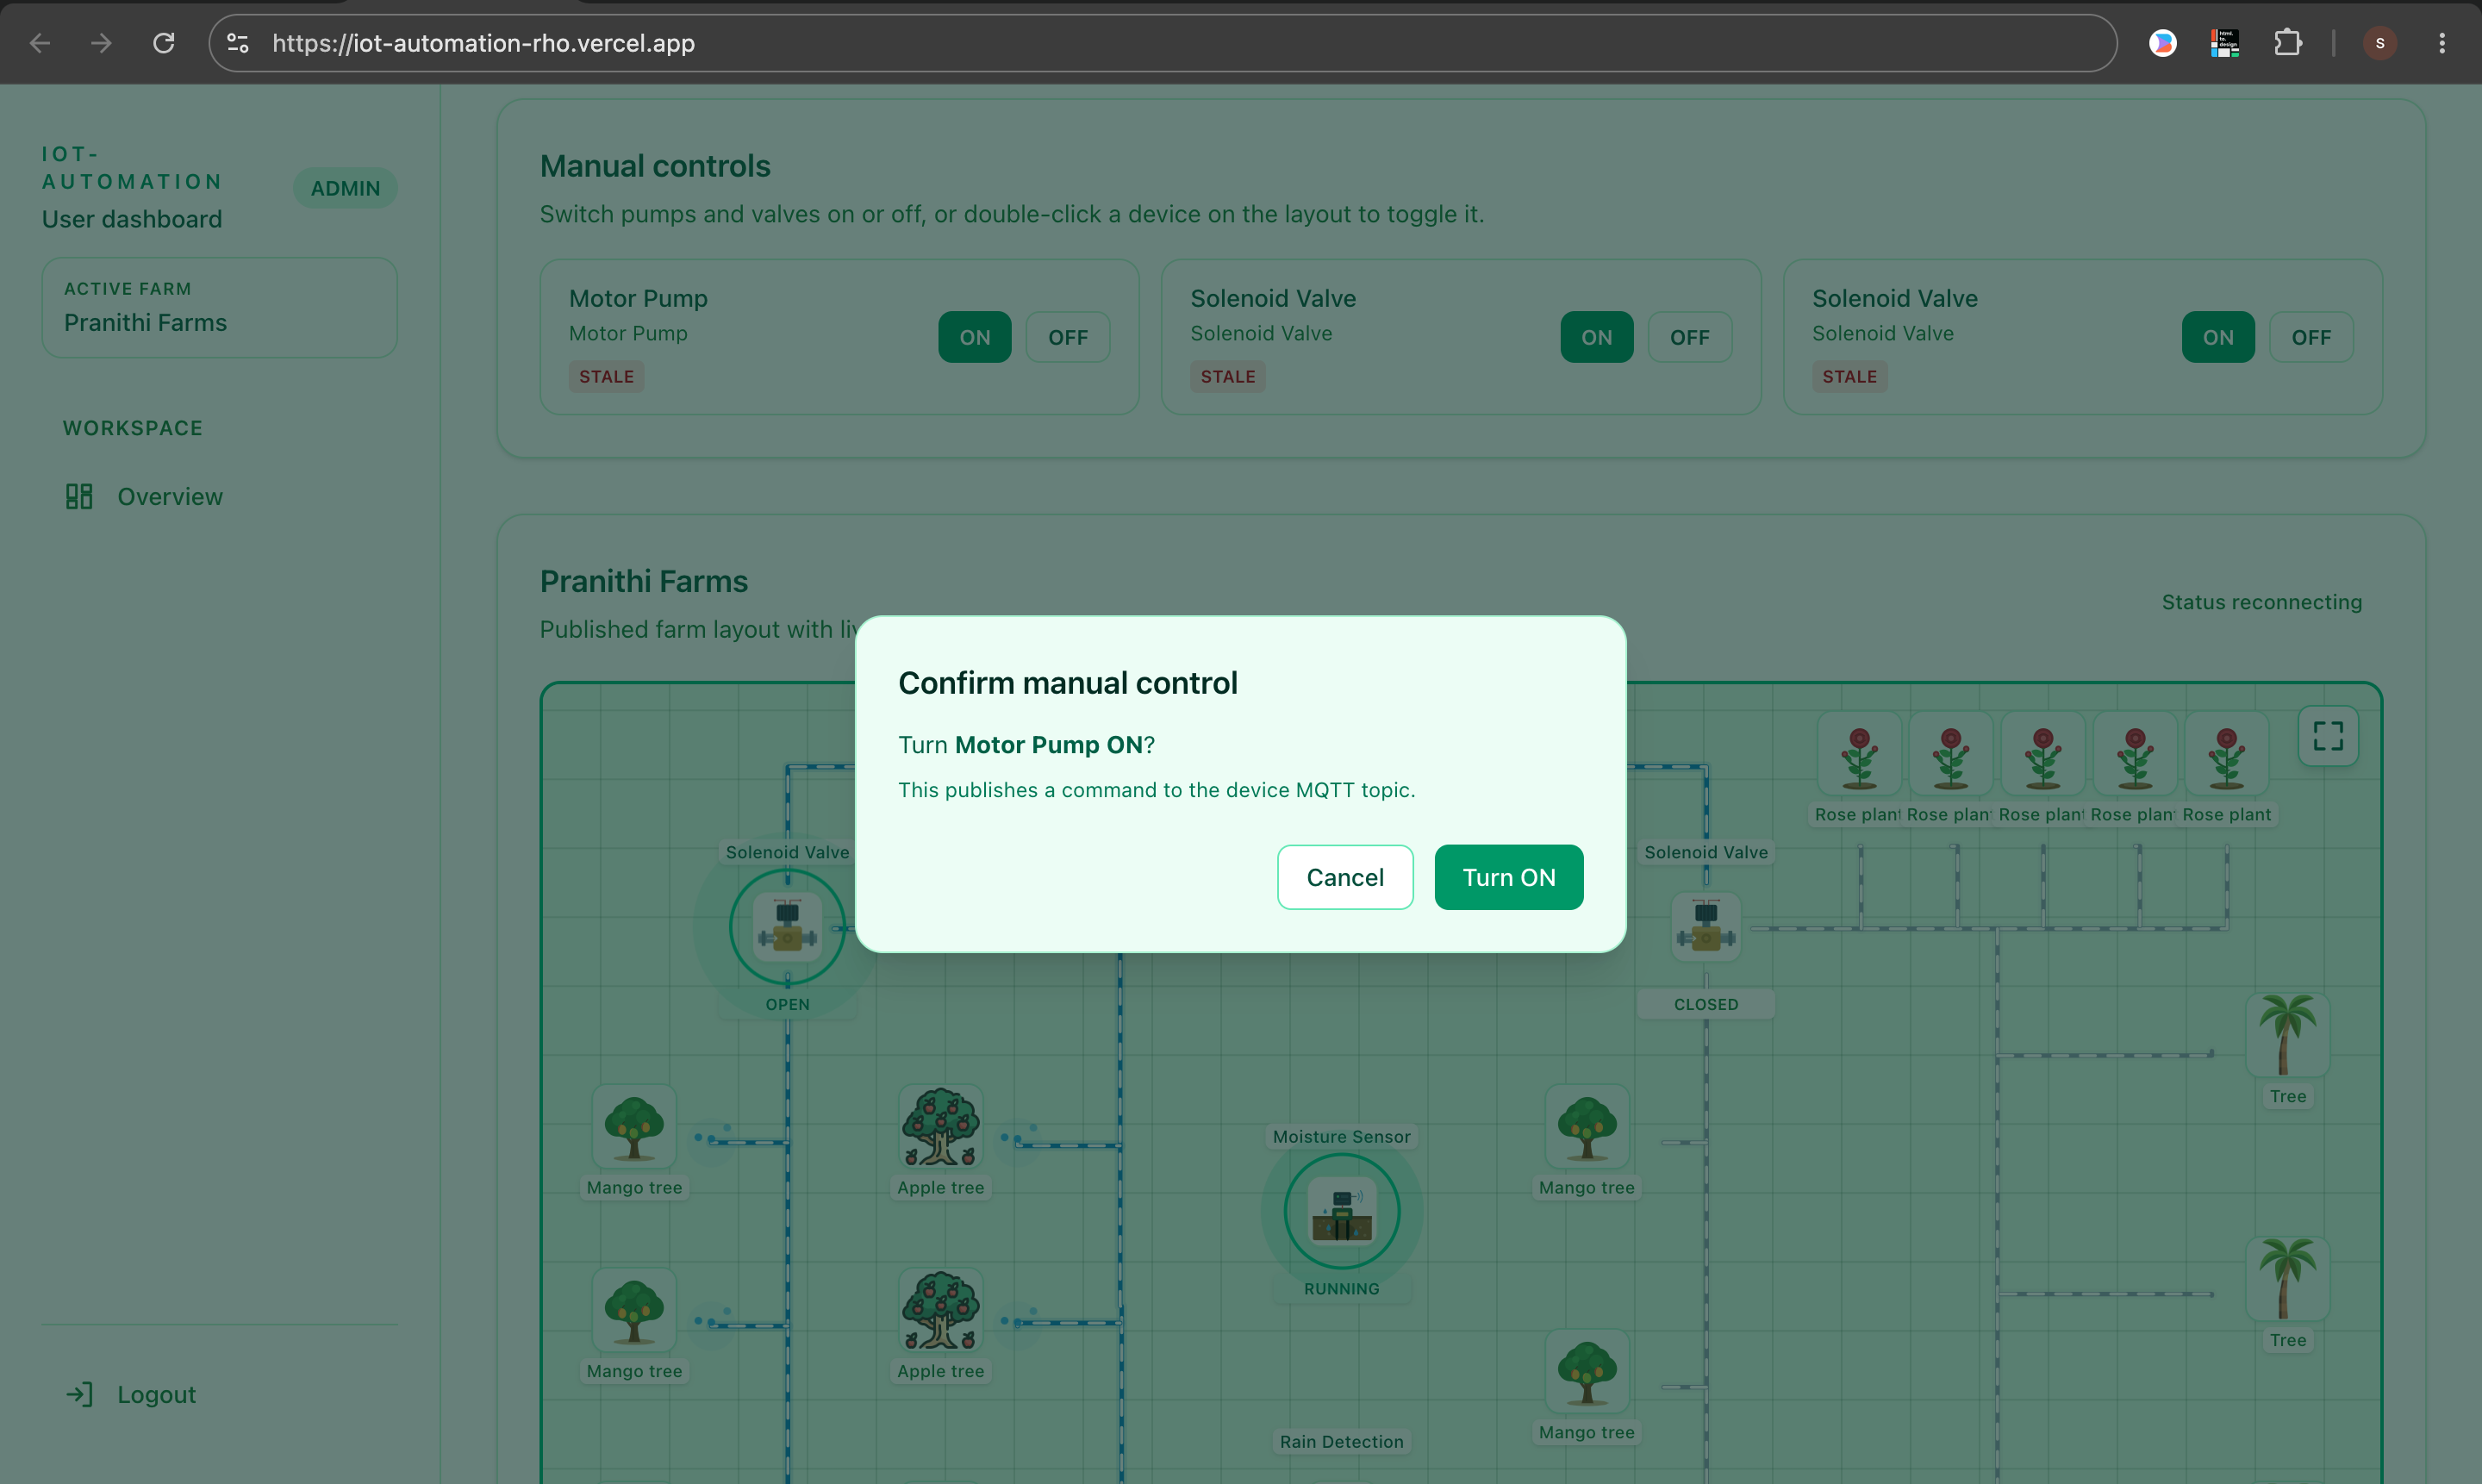 https://iot-automation-rho.vercel.app
S
IOT-
AUTOMATION
ADMIN
User dashboard
ACTIVE FARM
Pranithi Farms
WORKSPACE
Overview
Logout
Manual controls
Switch pumps and valves on or off, or double-click a device on the layout to toggle it.
Motor Pump
Motor Pump
STALE
ON
OFF
Solenoid Valve
Solenoid Valve
STALE
ON
OFF
Solenoid Valve
Solenoid Valve
STALE
ON
OFF
Pranithi Farms
Published farm layout with
Status reconnecting
Confirm manual control
Turn Motor Pump ON?
This publishes a command to the device MQTT topic.
Cancel
Turn ON
Rose plant
Rose plant
Rose plant
Rose plant
Rose plant
Solenoid Valve
Solenoid Valve
OPEN
CLOSED
Tree
Moisture Sensor
Mango tree
Apple tree
Mango tree
RUNNING
Tree
Mango tree
Apple tree
Mango tree
Rain Detection